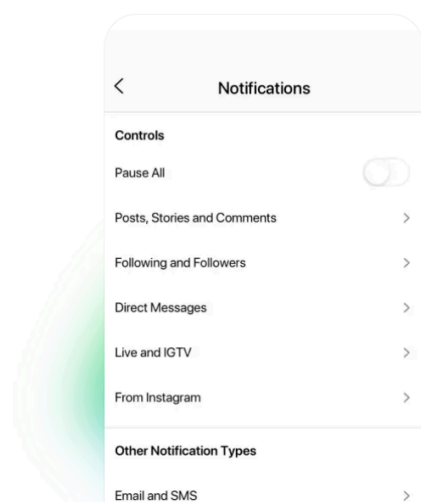 Notifications
Controls
Pause All
Posts, Stories and Comments
Following and Followers
Direct Messages
Live and IGTV
From Instagram
Other Notification Types
Email and SMS